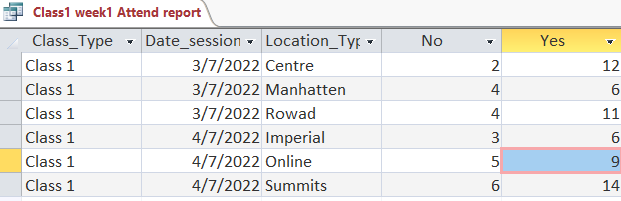 Class1 week1 Attend report
Class_Type Date_session Location_Typ No Yes
Class 1 3/7/2022 Centre 2 12
Class 1 3/7/2022 Manhatten 4 6
Class 1 3/7/2022 Rowad 4 11
Class 1 4/7/2022 Imperial 3 6
Class 1 4/7/2022 Online 5 9
Class 1 4/7/2022 Summits 6 14